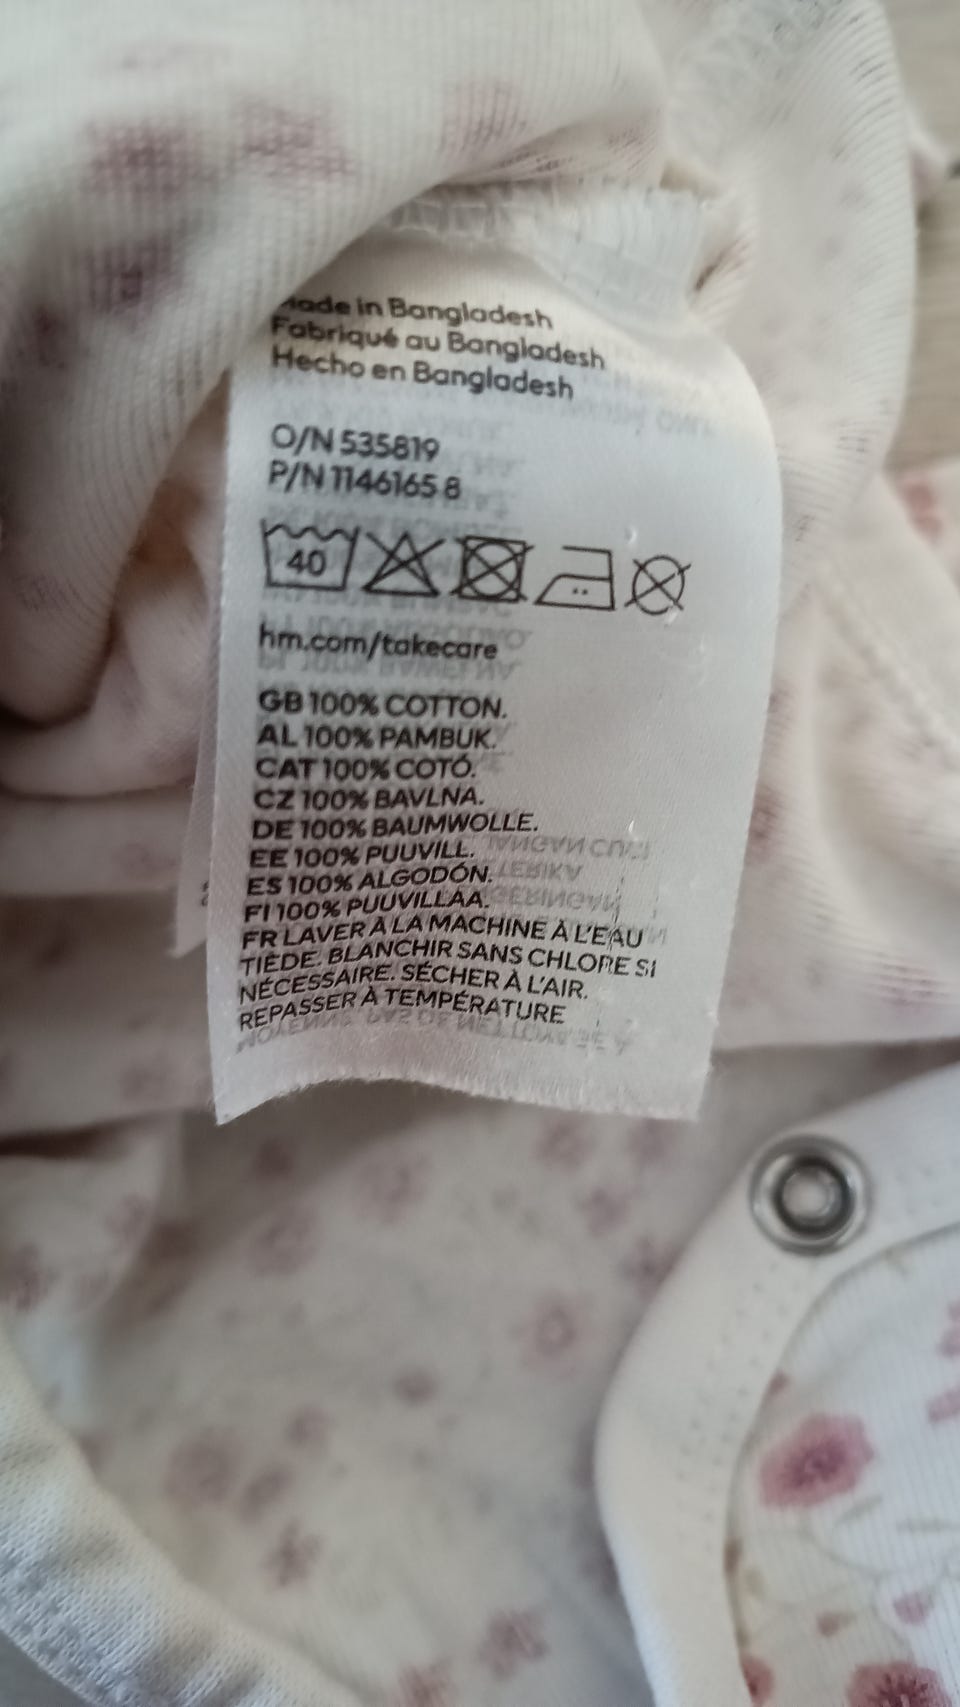 Made in Bangladesh
Fabriqué au Bangladesh
Hecho en Bangladesh
O/N 535819
P/N 1146165 8
40
hm.com/takecare
GB 100% COTTON.
AL 100% PAMBUK.
CAT 100% COTÓ.
CZ 100% BAVLNA.
DE 100% BAUMWOLLE.
EE 100% PUUVILL.
ES 100% ALGODÓN.
FI 100% PUUVILLAA.
FR LAVER À LA MACHINE À L'EAU
TIÈDE. BLANCHIR SANS CHLORE SI
NÉCESSAIRE. SÉCHER À L'AIR.
REPASSER À TEMPÉRATURE